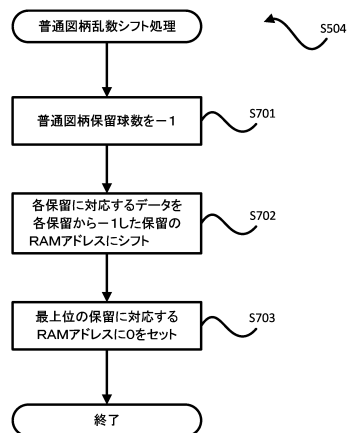 普通図柄乱数シフト処理
S504
普通図柄保留球数を－１
S701
各保留に対応するデータを
各保留から－１した保留の
ＲＡＭアドレスにシフト
S702
最上位の保留に対応する
ＲＡＭアドレスに０をセット
S703
終了